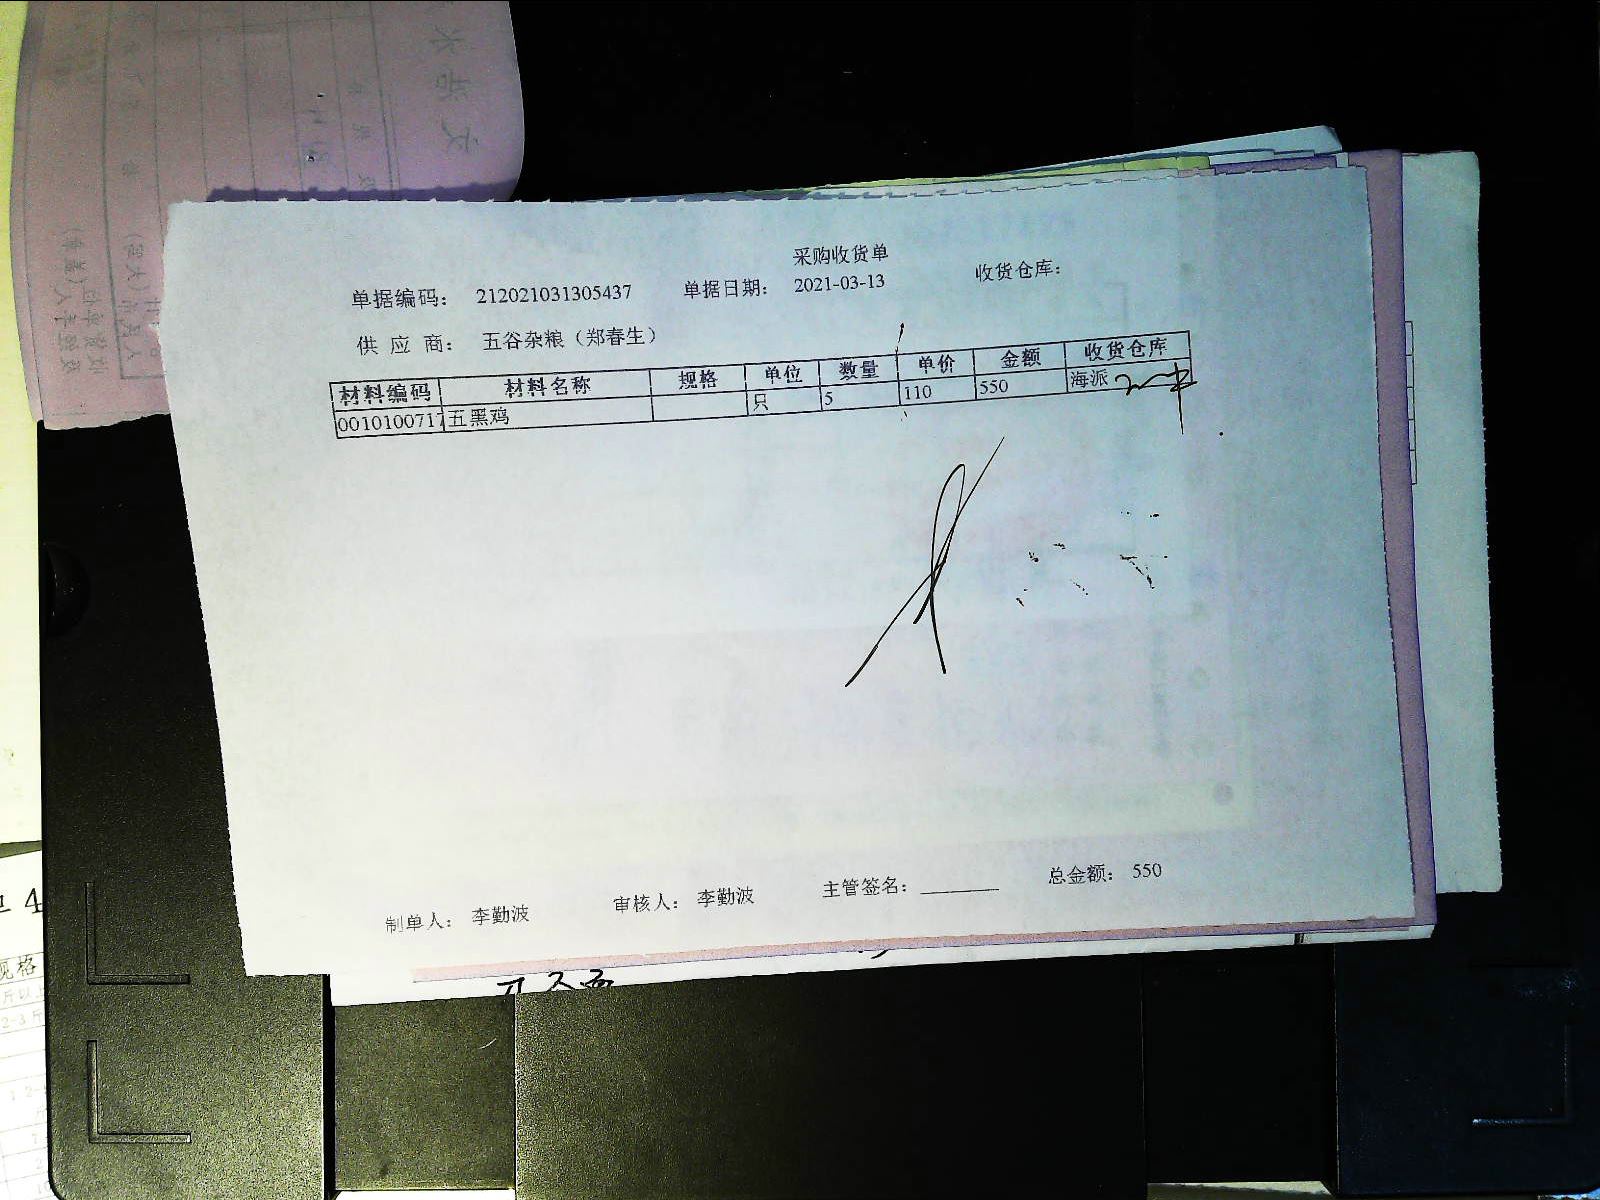 采购收货单
单据编码： 212021031305437 单据日期： 2021-03-13 收货仓库：
供 应 商： 五谷杂粮（郑春生）
材料编码 材料名称 规格 单位 数量 单价 金额 收货仓库
0010100717 五黑鸡 只 5 110 550 海派
制单人： 李勤波 审核人： 李勤波 主管签名： 总金额： 550
规格